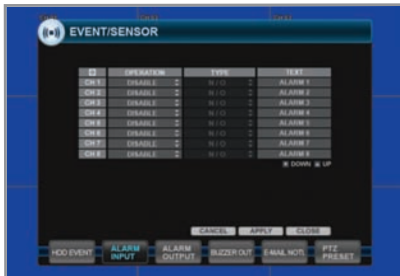 EVENT/SENSOR
OPERATION TYPE TEXT
CH 1 DISABLE N / O ALARM 1
CH 2 DISABLE N / O ALARM 2
CH 3 DISABLE N / O ALARM 3
CH 4 DISABLE N / O ALARM 4
CH 5 DISABLE N / O ALARM 5
CH 6 DISABLE N / O ALARM 6
CH 7 DISABLE N / O ALARM 7
CH 8 DISABLE N / O ALARM 8
DOWN UP
CANCEL APPLY CLOSE
HDD EVENT ALARM INPUT ALARM OUTPUT BUZZER OUT E-MAIL NOTI. PTZ PRESET